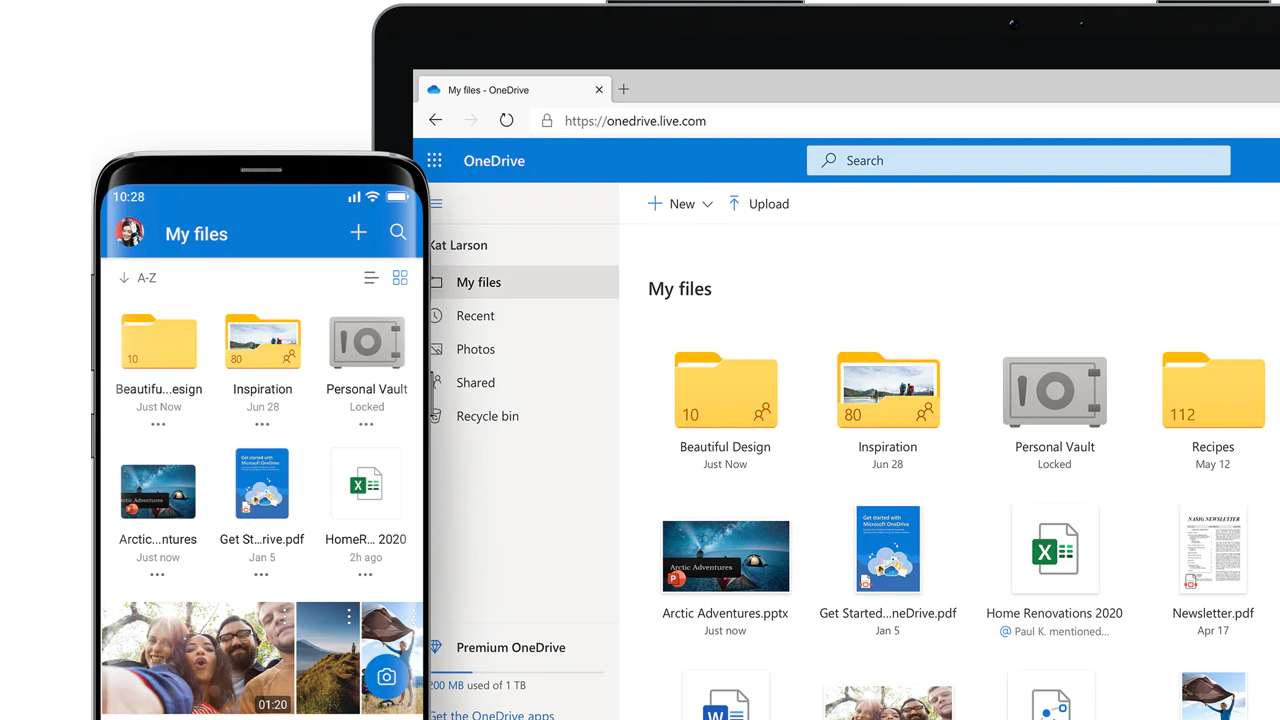 My files - OneDrive
https://onedrive.live.com
OneDrive
Search
New
Upload
Kat Larson
My files
Recent
Photos
Shared
Recycle bin
Premium OneDrive
200 MB used of 1 TB
Get the OneDrive apps
My files
10
80
112
Beautiful Design
Inspiration
Personal Vault
Recipes
Just Now
Jun 28
Locked
May 12
Arctic Adventures
Get started with
Microsoft OneDrive
NASIG NEWSLETTER
Arctic Adventures.pptx
Get Started...neDrive.pdf
Home Renovations 2020
Newsletter.pdf
Just now
Jan 5
@ Paul K. mentioned...
Apr 17
10:28
My files
A-Z
10
80
Beautifu...esign
Inspiration
Personal Vault
Just Now
Jun 28
Locked
Get started with
Microsoft OneDrive
arctic Adventures
Arctic...ntures
Get St...rive.pdf
HomeR... 2020
Just now
Jan 5
2h ago
01:20